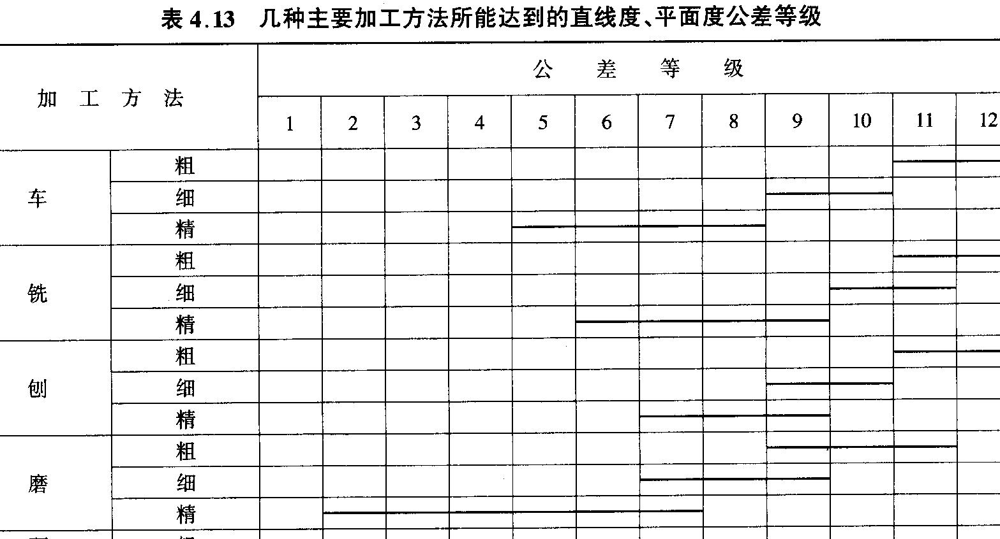 表 4.13 几种主要加工方法所能达到的直线度、平面度公差等级
加工方法 公差等级
1 2 3 4 5 6 7 8 9 10 11 12
车 粗
细
精
铣 粗
细
精
刨 粗
细
精
磨 粗
细
精